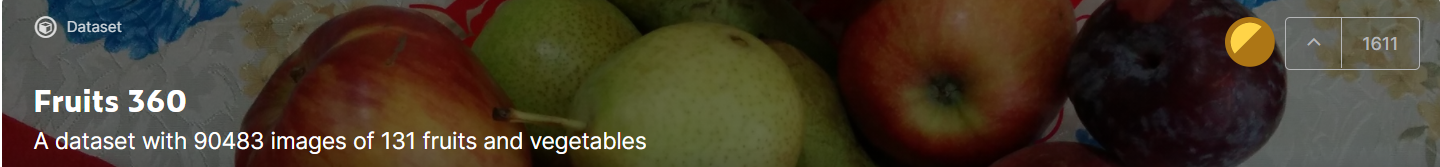 Dataset
1611
Fruits 360
A dataset with 90483 images of 131 fruits and vegetables